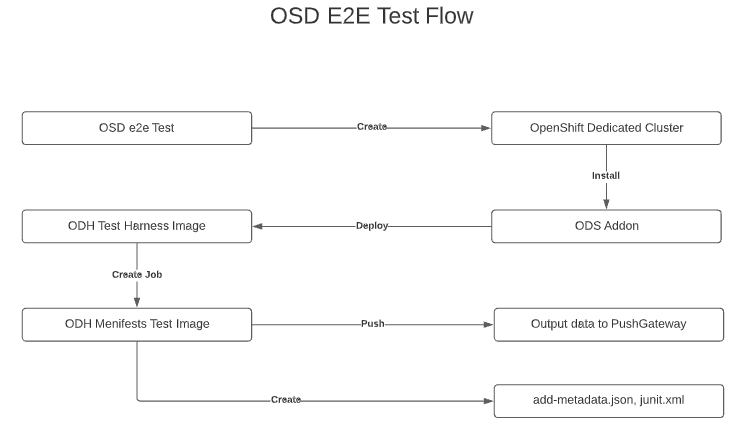 OSD E2E Test Flow
OSD e2e Test
Create
OpenShift Dedicated Cluster
Install
ODH Test Harness Image
Deploy
ODS Addon
Create Job
ODH Menifests Test Image
Push
Output data to PushGateway
Create
add-metadata.json, junit.xml